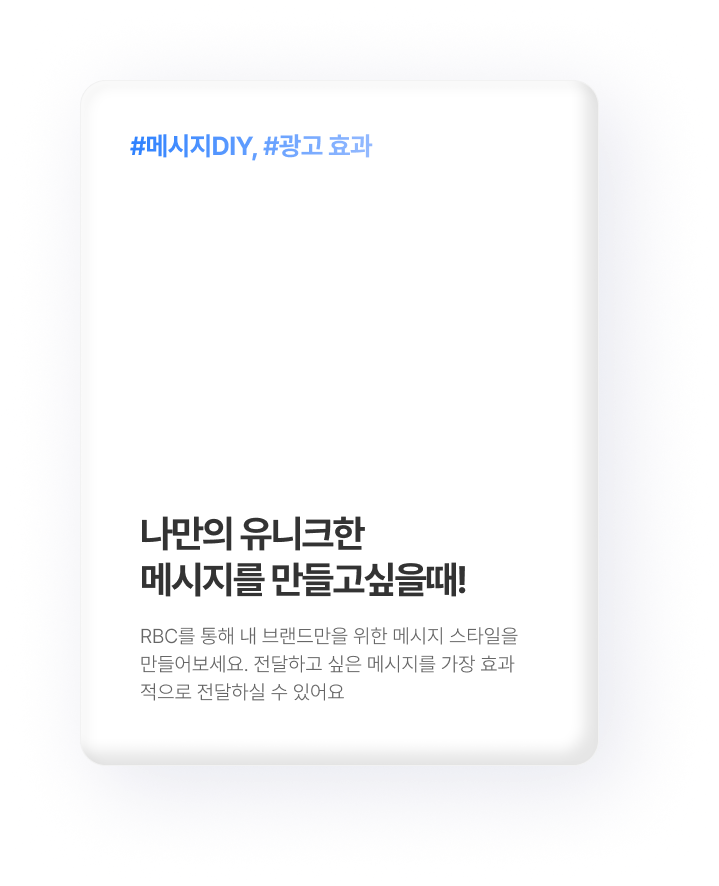 #메시지DIY, #광고 효과
나만의 유니크한
메시지를 만들고싶을때!
RBC를 통해 내 브랜드만을 위한 메시지 스타일을
만들어보세요. 전달하고 싶은 메시지를 가장 효과
적으로 전달하실 수 있어요